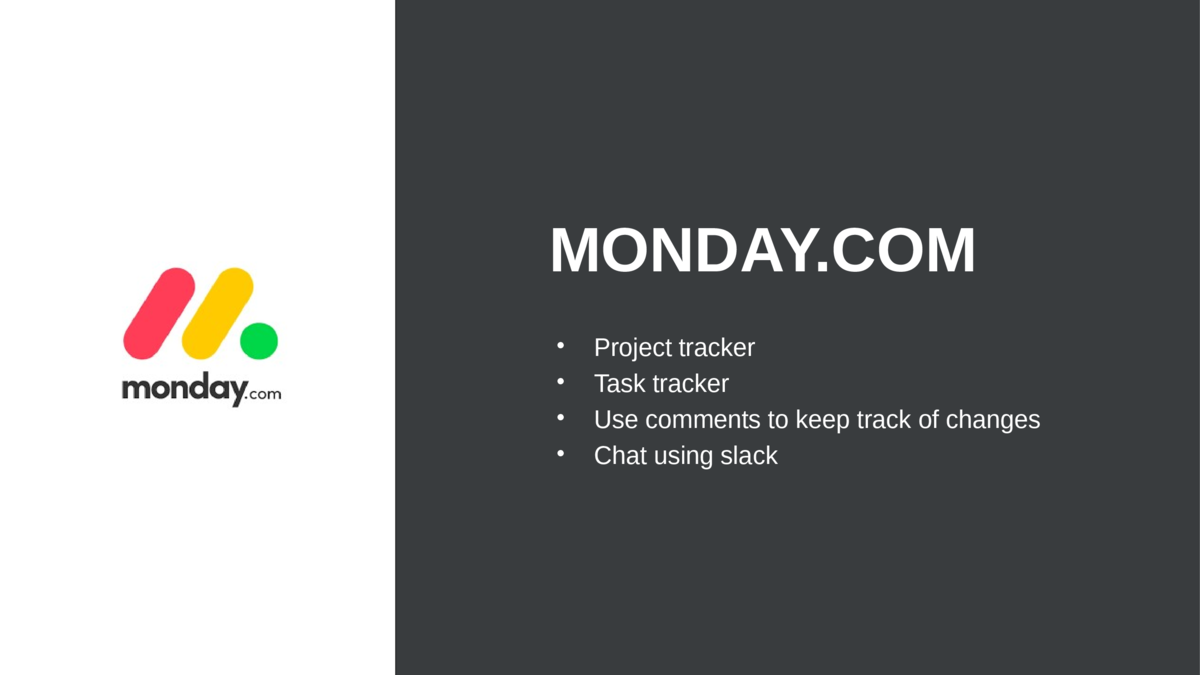 monday.com
MONDAY.COM
• Project tracker
• Task tracker
• Use comments to keep track of changes
• Chat using slack